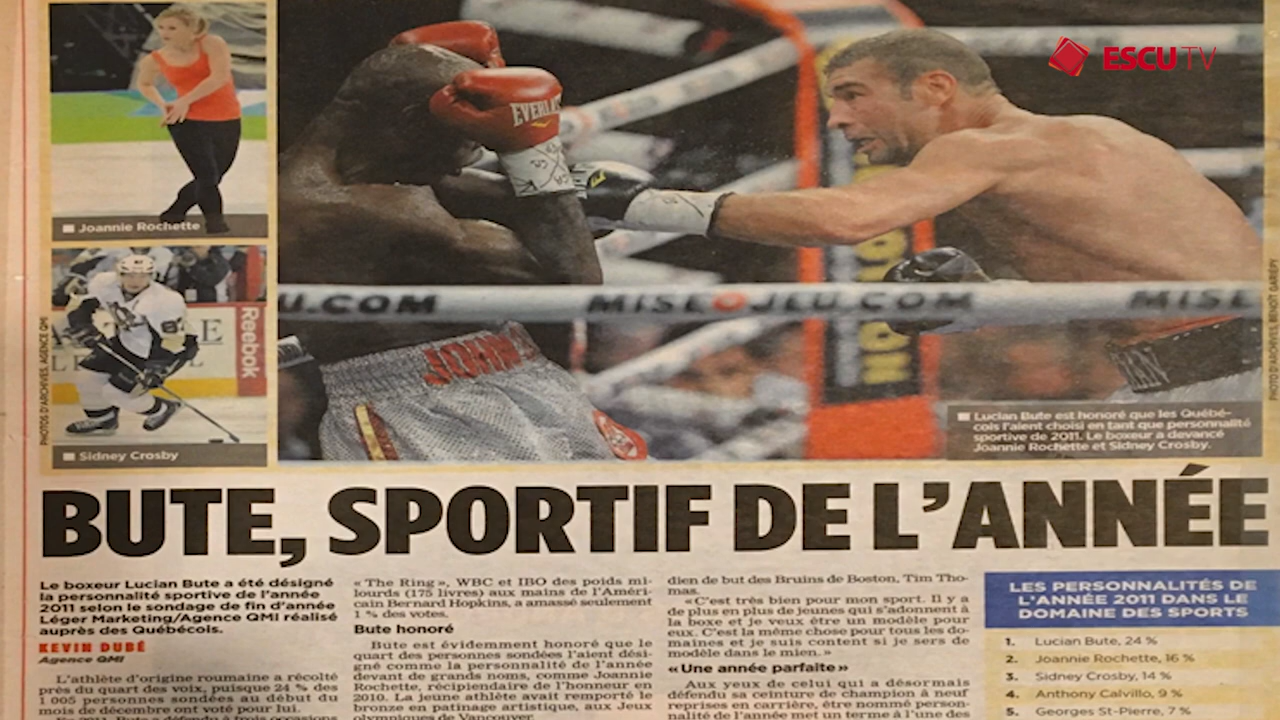 ESCU TV
EVERLAST
Joannie Rochette
Reebok
Sidney Crosby
PHOTOS D'ARCHIVES, AGENCE QMI
U.COM MISEOJEU.COM MISE
Lucian Bute est honoré que les Québé-
cois l'aient choisi en tant que personnalité
sportive de 2011. Le boxeur a devancé
Joannie Rochette et Sidney Crosby.
BUTE, SPORTIF DE L'ANNÉE
Le boxeur Lucian Bute a été désigné
la personnalité sportive de l'année
2011 selon le sondage de fin d'année
Léger Marketing/Agence QMI réalisé
auprès des Québécois.
KEVIN DUBÉ
Agence QMI
L'athlète d'origine roumaine a récolté
près du quart des voix, puisque 24 % des
1 005 personnes sondées au début du
mois de décembre ont voté pour lui.
En 2011, Bute a défendu à trois occasions
« The Ring », WBC et IBO des poids mi-
lourds (175 livres) aux mains de l'Améri-
cain Bernard Hopkins, a amassé seulement
1 % des votes.
Bute honoré
Bute est évidemment honoré que le
quart des personnes sondées l'aient dési-
gné comme la personnalité de l'année
devant de grands noms, comme Joannie
Rochette, récipiendaire de l'honneur en
2010. La jeune athlète avait remporté le
bronze en patinage artistique, aux Jeux
olympiques de Vancouver.
dien de but des Bruins de Boston, Tim Tho-
mas.
«C'est très bien pour mon sport. Il y a
de plus en plus de jeunes qui s'adonnent à
la boxe et je veux être un modèle pour
eux. C'est la même chose pour tous les do-
maines et je suis content si je sers de
modèle dans le mien. »
«Une année parfaite»
Aux yeux de celui qui a désormais
défendu sa ceinture de champion à neuf
reprises en carrière, être nommé person-
nalité de l'année met un terme à l'une des
LES PERSONNALITÉS DE
L'ANNÉE 2011 DANS LE
DOMAINE DES SPORTS
1. Lucian Bute, 24 %
2. Joannie Rochette, 16 %
3. Sidney Crosby, 14 %
4. Anthony Calvillo, 9 %
5. Georges St-Pierre, 7 %